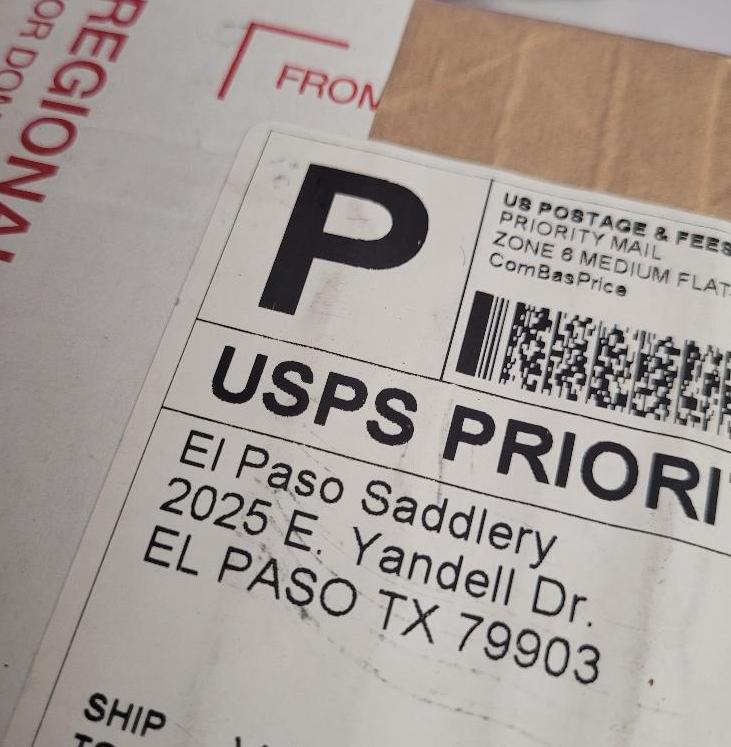 REGIONAL
FOR DOM
FROM
P
US POSTAGE & FEES
PRIORITY MAIL
ZONE 6 MEDIUM FLAT-
ComBasPrice
USPS PRIORI
El Paso Saddlery
2025 E. Yandell Dr.
EL PASO TX 79903
SHIP